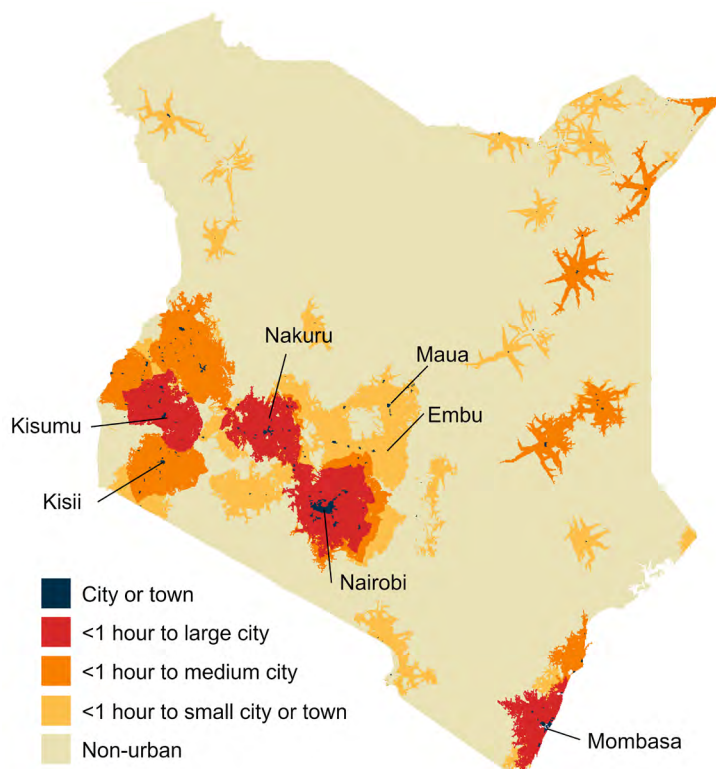 Nakuru
Maua
Embu
Kisumu
Kisii
Nairobi
Mombasa
City or town
<1 hour to large city
<1 hour to medium city
<1 hour to small city or town
Non-urban